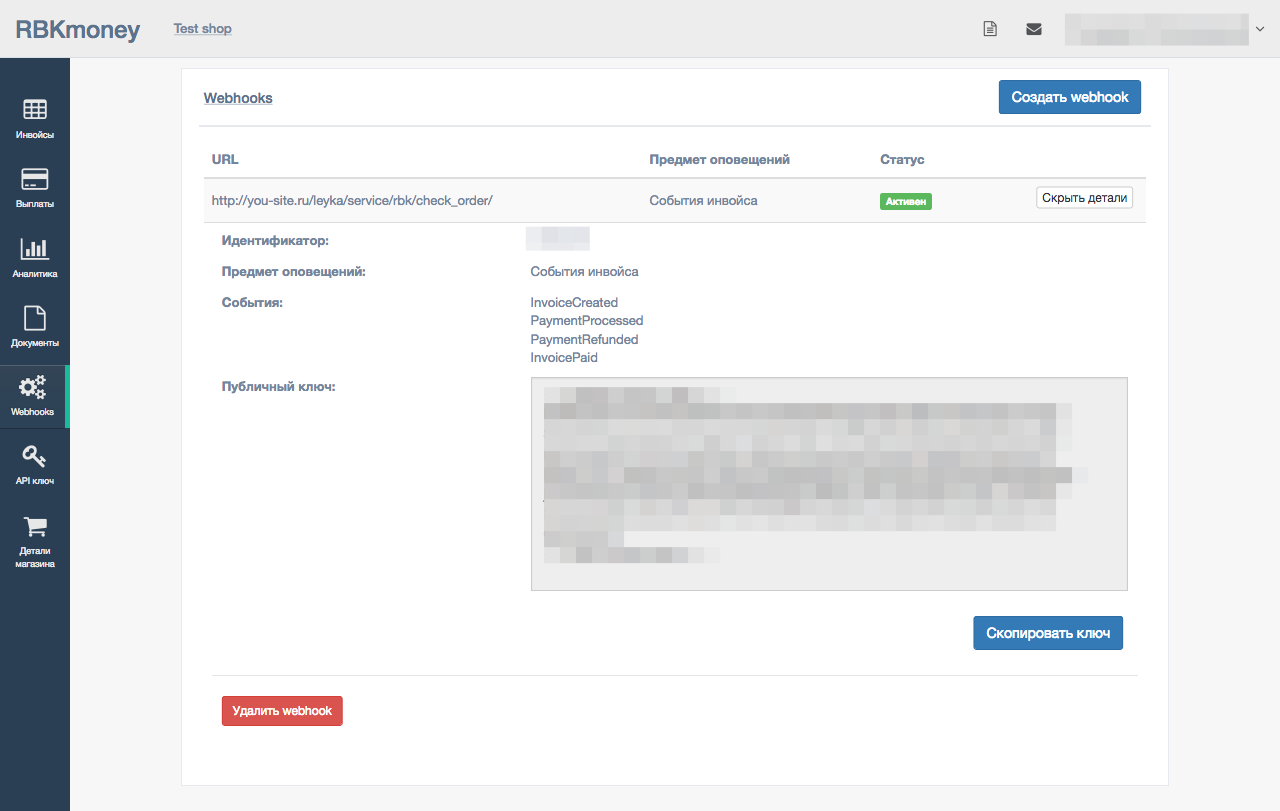 RBKmoney
Test shop
Инвойсы
Выплаты
Аналитика
Документы
Webhooks
API ключ
Детали
магазина
Webhooks
Создать webhook
URL Предмет оповещений Статус
http://you-site.ru/leyka/service/rbk/check_order/ События инвойса Активен Скрыть детали
Идентификатор:
Предмет оповещений: События инвойса
События: InvoiceCreated
PaymentProcessed
PaymentRefunded
InvoicePaid
Публичный ключ:
Скопировать ключ
Удалить webhook